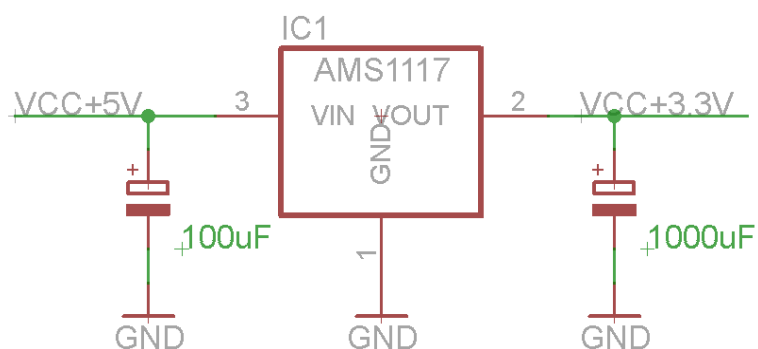 IC1
AMS1117
VCC+5V
3
VIN
VOUT
2
VCC+3.3V
GND
+
+
100uF
1
1000uF
GND
GND
GND